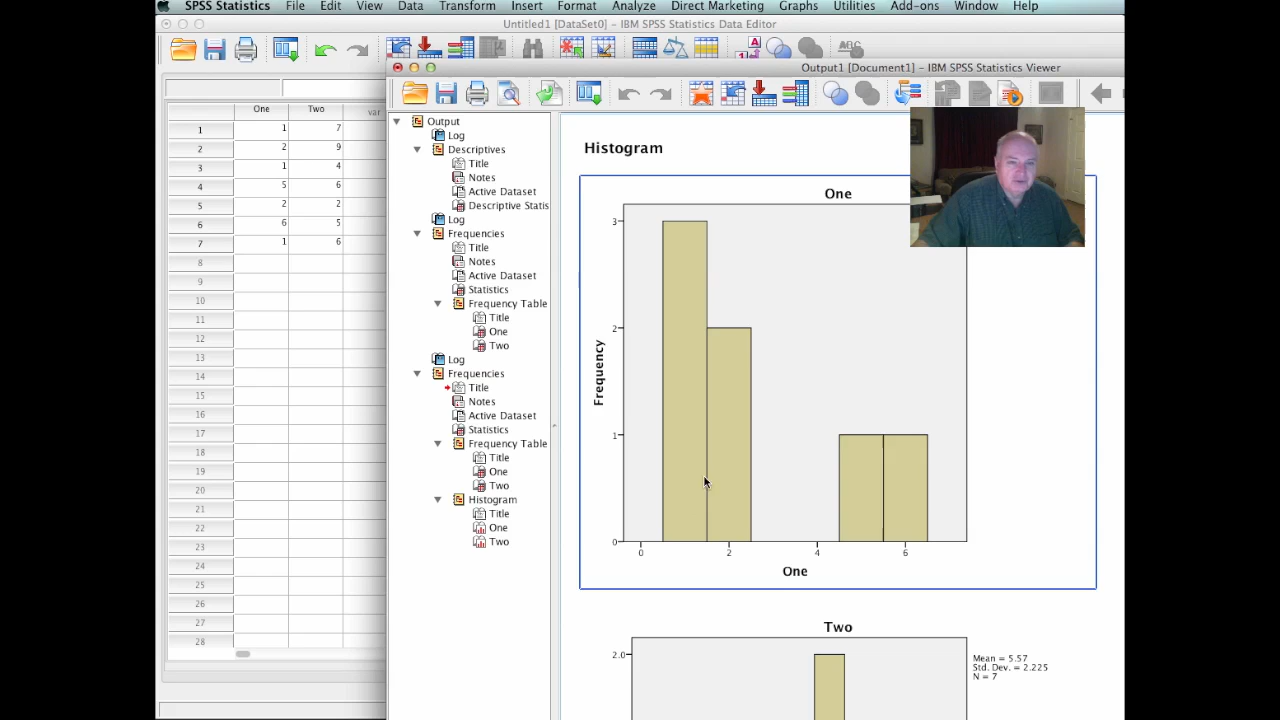 SPSS Statistics File Edit View Data Transform Insert Format Analyze Direct Marketing Graphs Utilities Add-ons Window Help
Untitled1 [DataSet0] – IBM SPSS Statistics Data Editor
Output1 [Document1] – IBM SPSS Statistics Viewer
One Two var
1 1 7
2 2 9
3 1 4
4 5 6
5 2 2
6 6 5
7 1 6
8
9
10
11
12
13
14
15
16
17
18
19
20
21
22
23
24
25
26
27
28
Output
Log
Descriptives
Title
Notes
Active Dataset
Descriptive Statis
Log
Frequencies
Title
Notes
Active Dataset
Statistics
Frequency Table
Title
One
Two
Log
Frequencies
Title
Notes
Active Dataset
Statistics
Frequency Table
Title
One
Two
Histogram
Title
One
Two
Histogram
One
3
2
1
0
Frequency
0 2 4 6
One
Two
2.0
Mean = 5.57
Std. Dev. = 2.225
N = 7